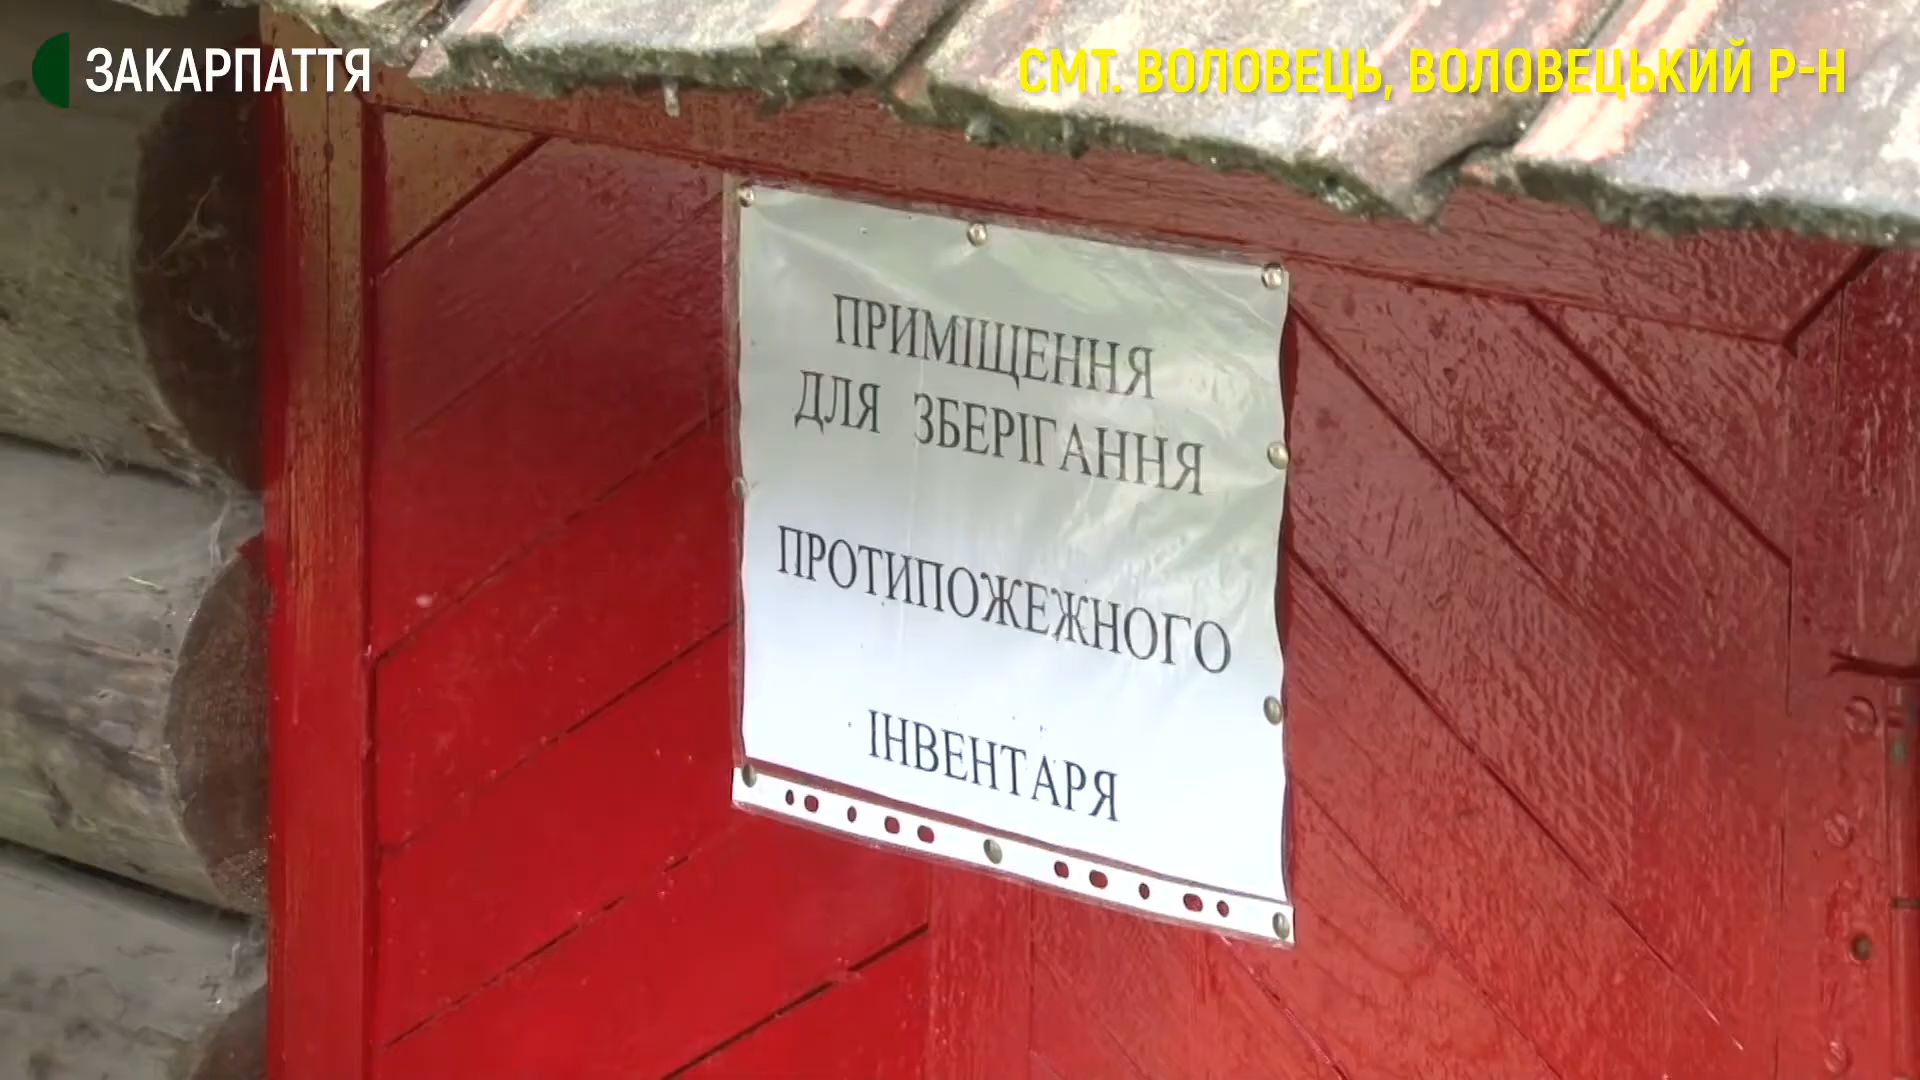 ЗАКАРПАТТЯ
СМТ. ВОЛОВЕЦЬ, ВОЛОВЕЦЬКИЙ Р-Н
ПРИМІЩЕННЯ
ДЛЯ ЗБЕРІГАННЯ
ПРОТИПОЖЕЖНОГО
ІНВЕНТАРЯ